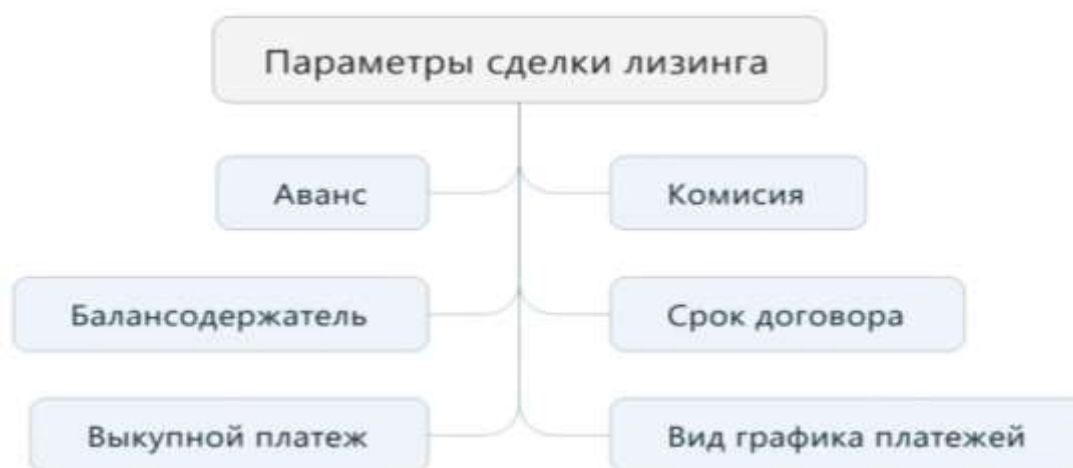 Параметры сделки лизинга
Аванс
Комисия
Балансодержатель
Срок договора
Выкупной платеж
Вид графика платежей